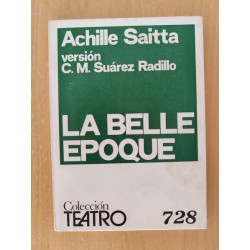 Achille Saitta
versión
C. M. Suárez Radillo
LA BELLE
EPOQUE
Colección
TEATRO
728